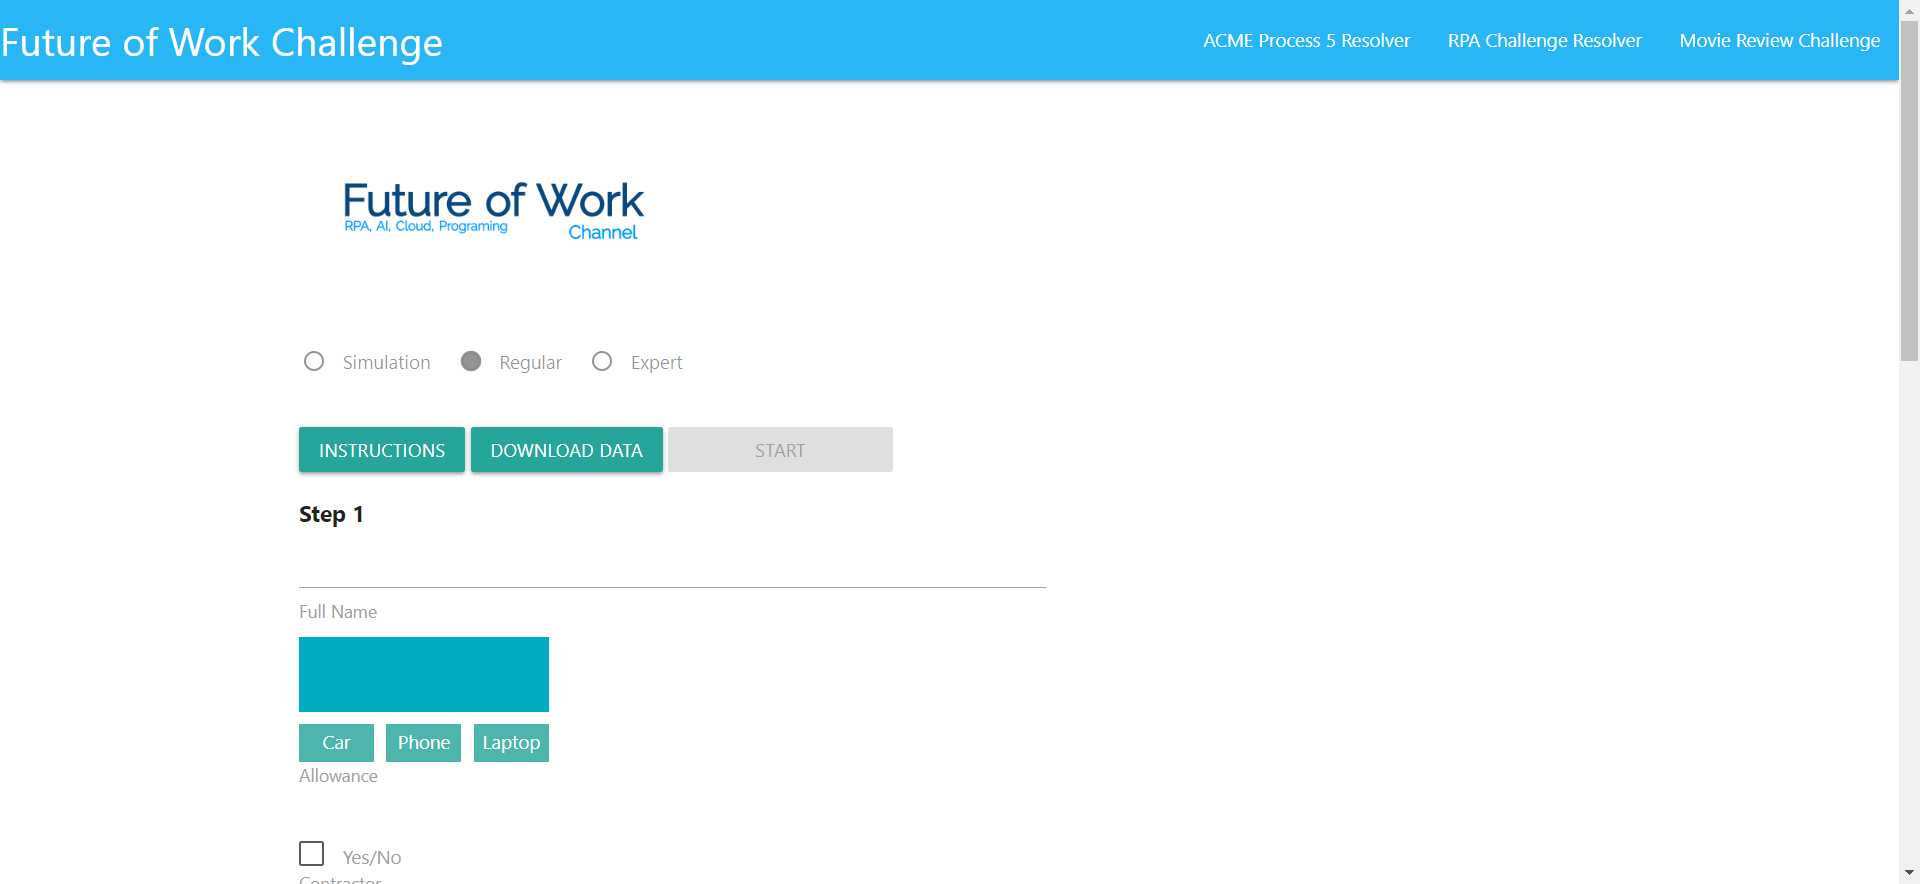 Future of Work Challenge
ACME Process 5 Resolver
RPA Challenge Resolver
Movie Review Challenge
Future of Work
RPA, AI, Cloud, Programing
Channel
Simulation
Regular
Expert
INSTRUCTIONS
DOWNLOAD DATA
START
Step 1
Full Name
Car
Phone
Laptop
Allowance
Yes/No
Contractor